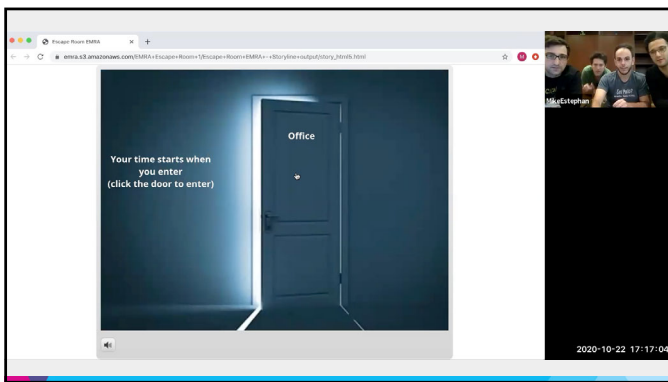 Escape Room EMRA
emra.s3.amazonaws.com/EMRA+Escape+Room+1/Escape+Room+EMRA+-+Storyline+output/story_html5.html
M
MikeEstephan
Office
Your time starts when
you enter
(click the door to enter)
2020-10-22 17:17:04